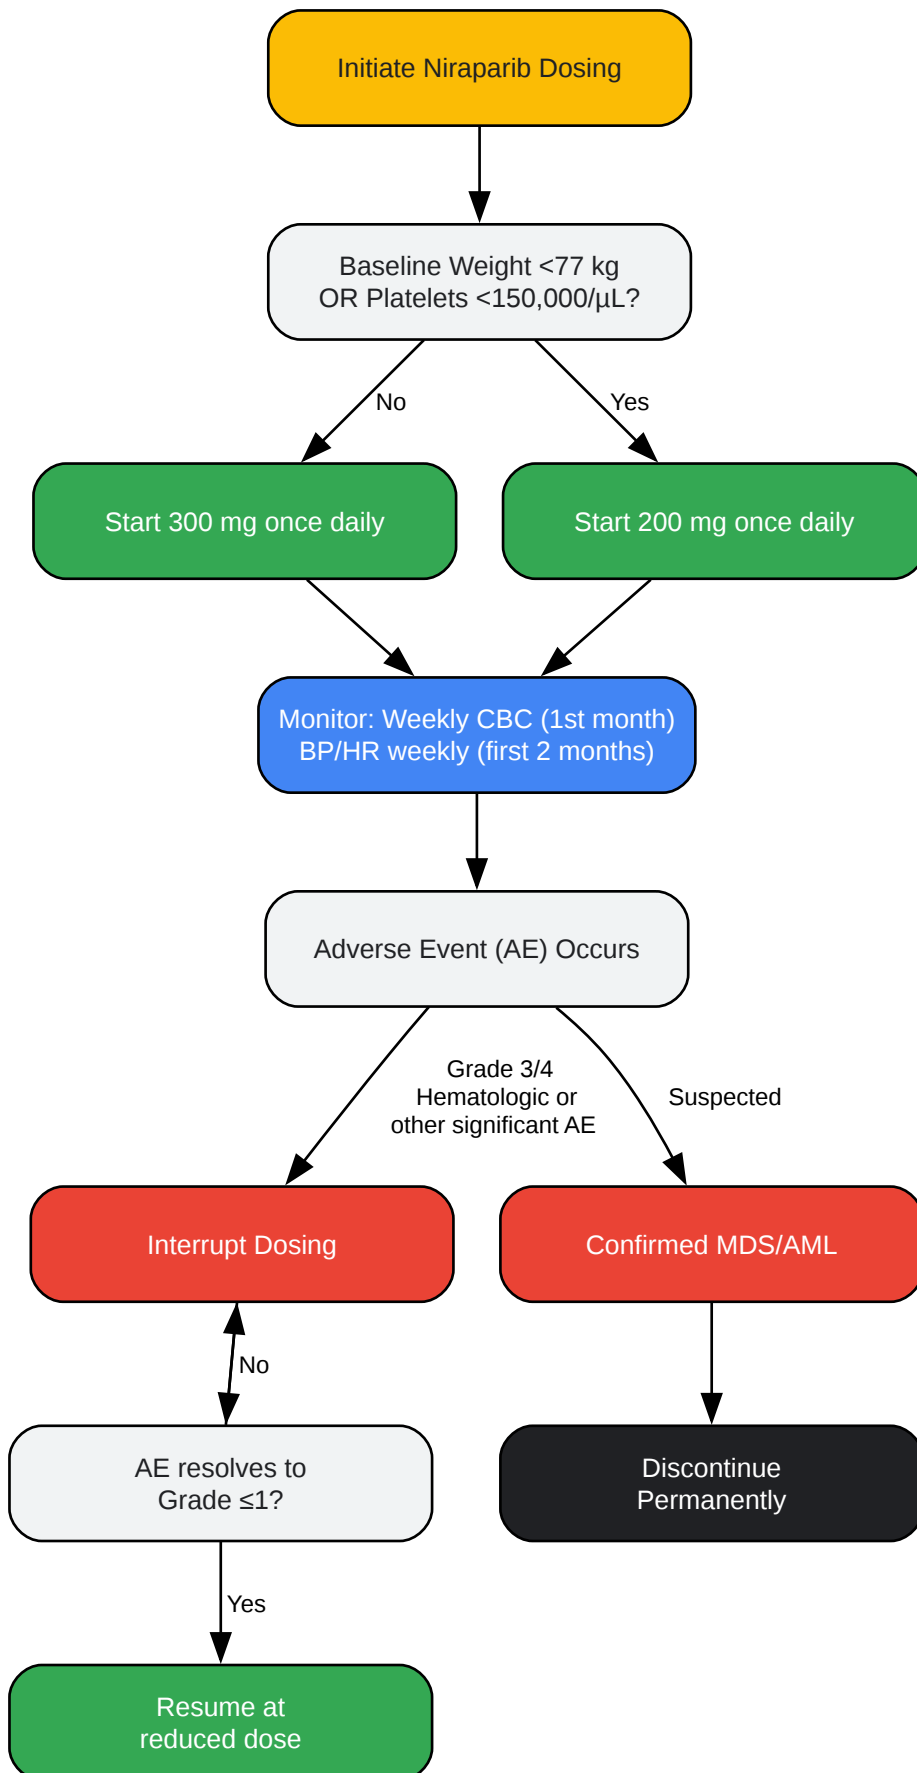 Initiate Niraparib Dosing
Baseline Weight <77 kg
OR Platelets <150,000/µL?
No
Yes
Start 300 mg once daily
Start 200 mg once daily
Monitor: Weekly CBC (1st month)
BP/HR weekly (first 2 months)
Adverse Event (AE) Occurs
Grade 3/4
Hematologic or
other significant AE
Suspected
Interrupt Dosing
Confirmed MDS/AML
No
AE resolves to
Grade ≤1?
Discontinue
Permanently
Yes
Resume at
reduced dose